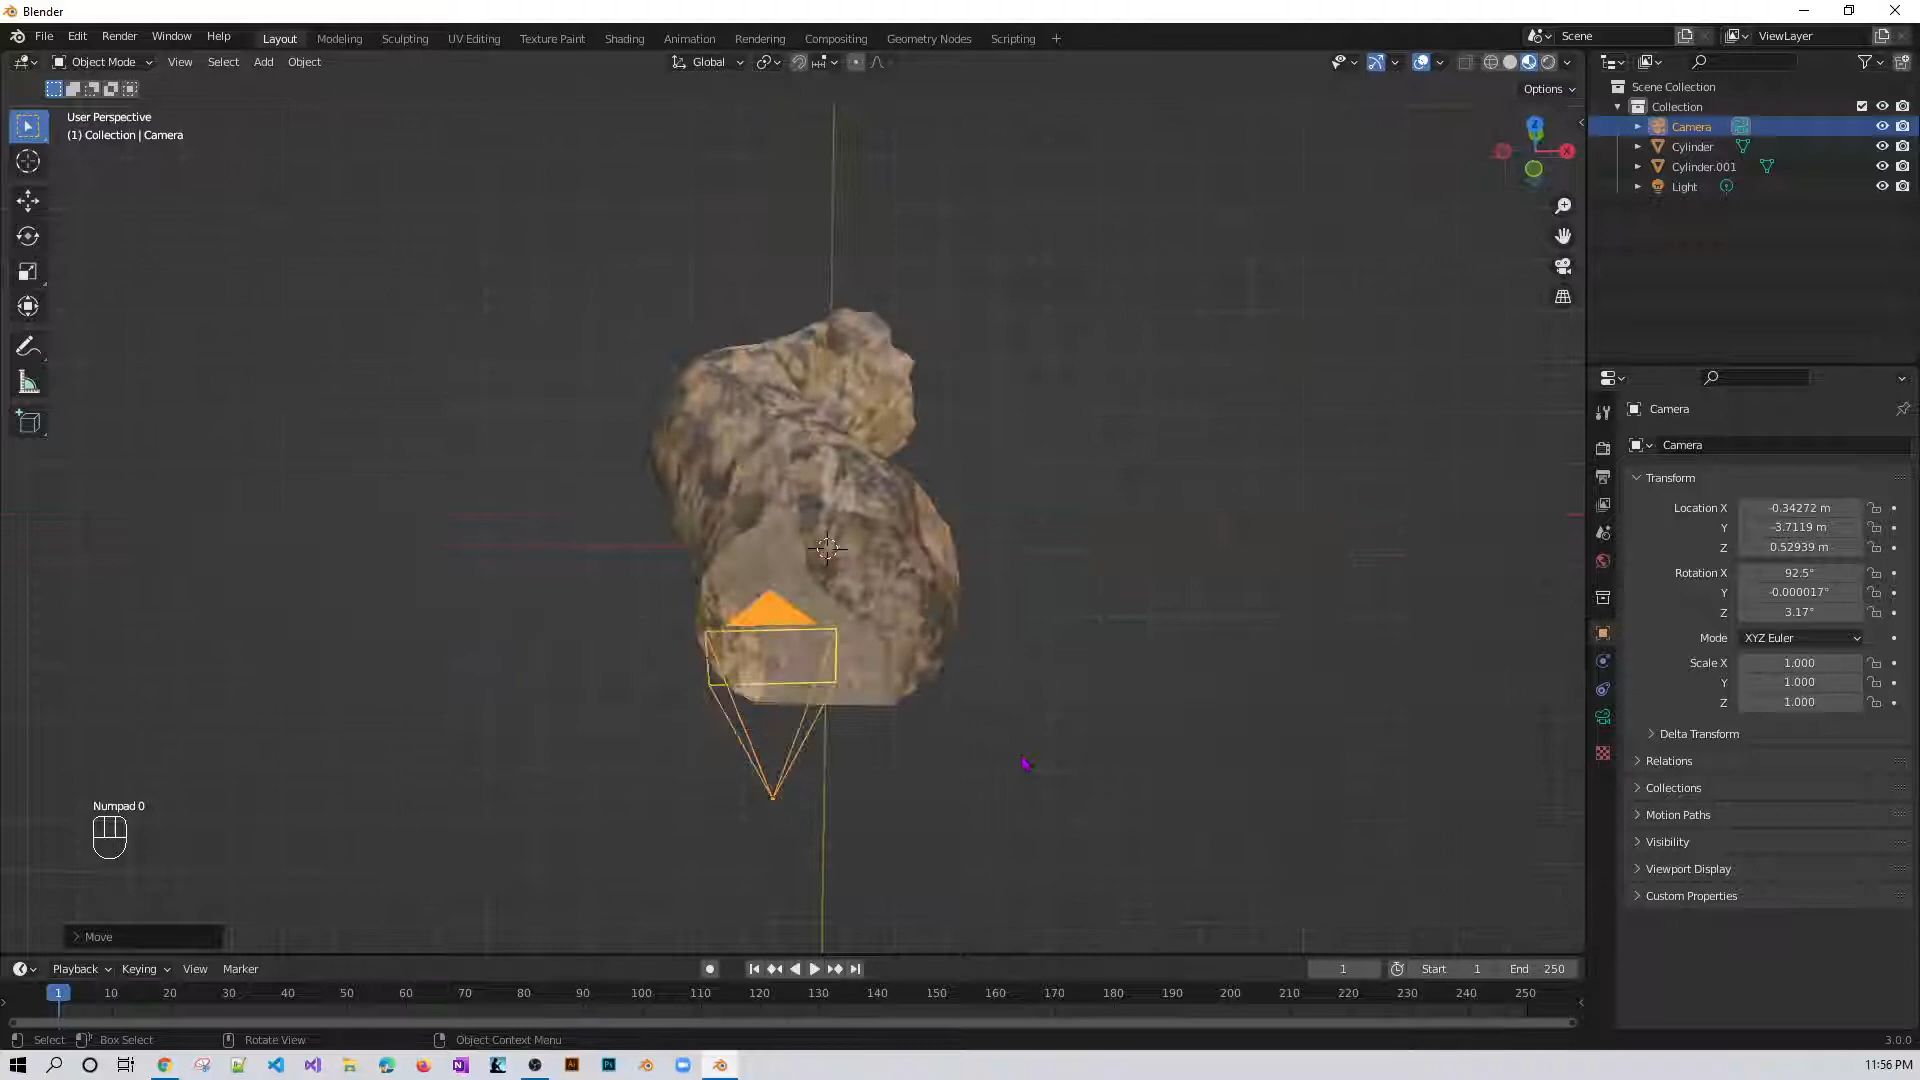 Blender
File Edit Render Window Help
Layout Modeling Sculpting UV Editing Texture Paint Shading Animation Rendering Compositing Geometry Nodes Scripting +
Scene ViewLayer
Object Mode View Select Add Object
Global
Options
User Perspective
(1) Collection | Camera
Z
X
Scene Collection
Collection
Camera
Cylinder
Cylinder.001
Light
Camera
Camera
Transform
Location X -0.34272 m
Y -3.7119 m
Z 0.52939 m
Rotation X 92.5°
Y -0.000017°
Z 3.17°
Mode XYZ Euler
Scale X 1.000
Y 1.000
Z 1.000
Delta Transform
Relations
Collections
Motion Paths
Visibility
Viewport Display
Custom Properties
Numpad 0
Move
Playback Keying View Marker
1 Start 1 End 250
1 10 20 30 40 50 60 70 80 90 100 110 120 130 140 150 160 170 180 190 200 210 220 230 240 250
Select Box Select Rotate View Object Context Menu
3.0.0
11:56 PM